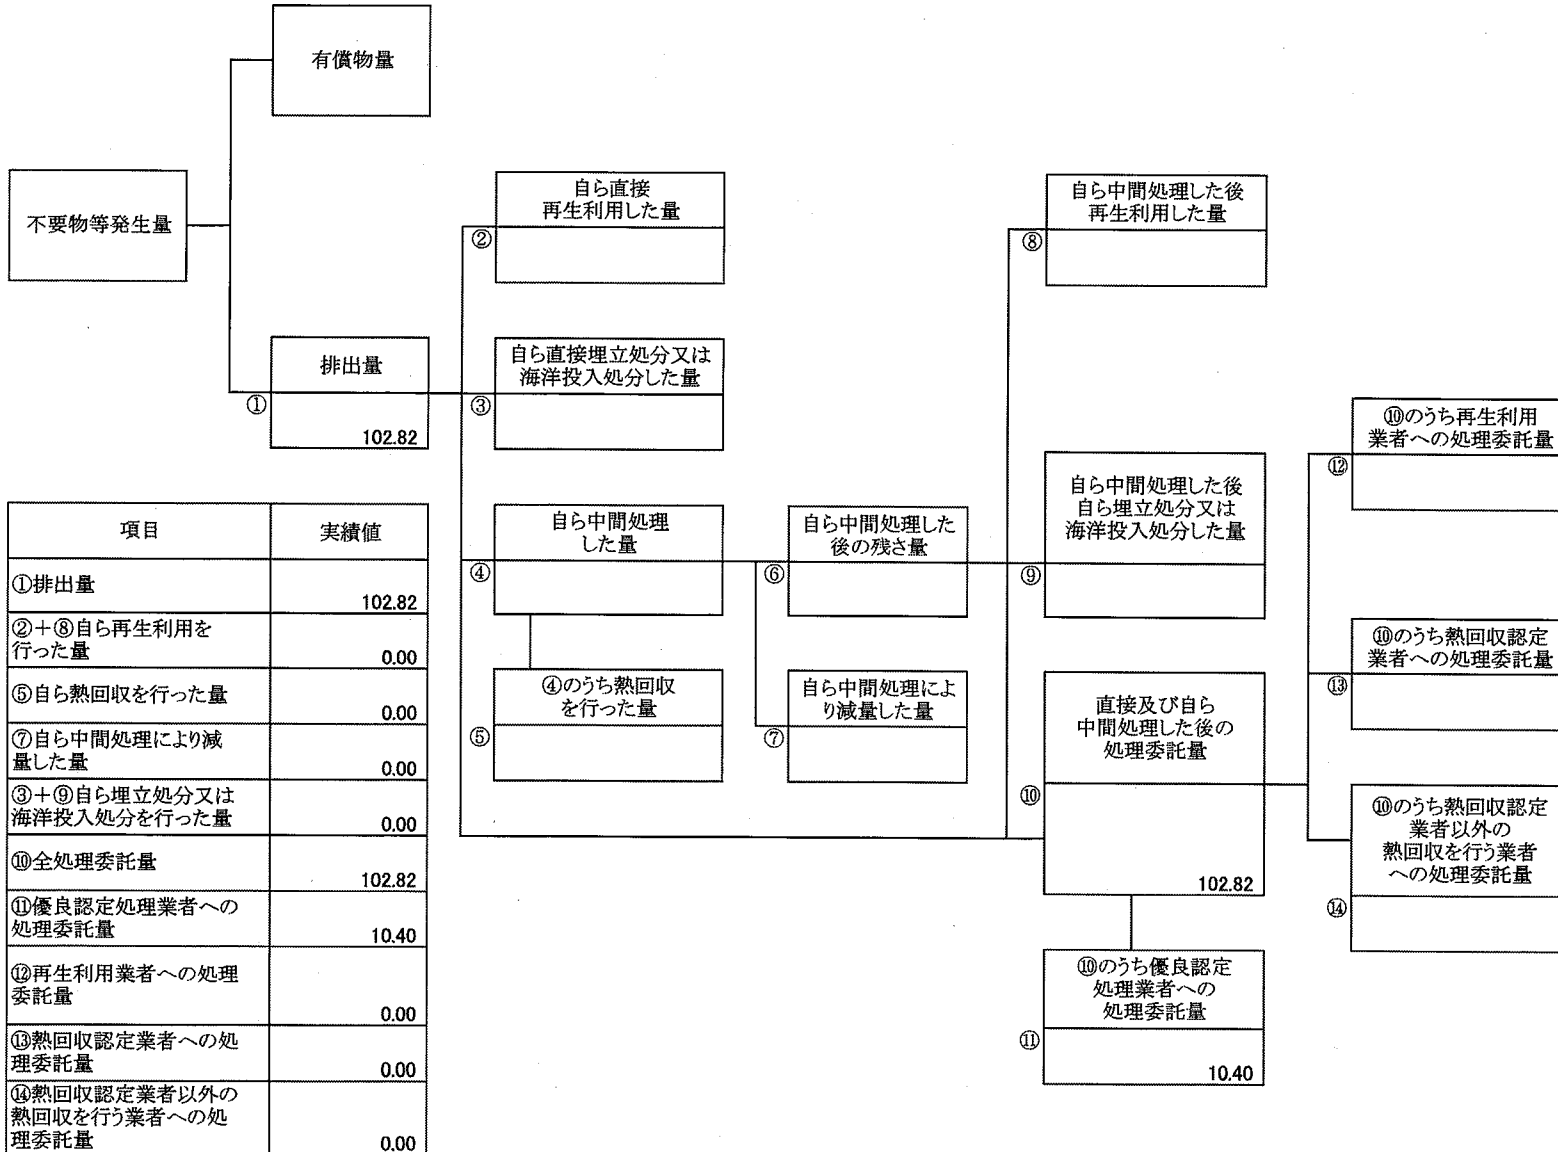 有償物量
不要物等発生量
排出量
①
102.82
自ら直接
再生利用した量
②
自ら直接埋立処分又は
海洋投入処分した量
③
自ら中間処理
した量
④
④のうち熱回収
を行った量
⑤
自ら中間処理した
後の残さ量
⑥
自ら中間処理によ
り減量した量
⑦
自ら中間処理した後
再生利用した量
⑧
自ら中間処理した後
自ら埋立処分又は
海洋投入処分した量
⑨
直接及び自ら
中間処理した後の
処理委託量
⑩
102.82
⑩のうち優良認定
処理業者への
処理委託量
⑪
10.40
⑩のうち再生利用
業者への処理委託量
⑫
⑩のうち熱回収認定
業者への処理委託量
⑬
⑩のうち熱回収認定
業者以外の
熱回収を行う業者
への処理委託量
⑭
項目 実績値
①排出量
102.82
②+⑧自ら再生利用を
行った量
0.00
⑤自ら熱回収を行った量
0.00
⑦自ら中間処理により減
量した量
0.00
③+⑨自ら埋立処分又は
海洋投入処分を行った量
0.00
⑩全処理委託量
102.82
⑪優良認定処理業者への
処理委託量
10.40
⑫再生利用業者への処理
委託量
0.00
⑬熱回収認定業者への処
理委託量
0.00
⑭熱回収認定業者以外の
熱回収を行う業者への処
理委託量
0.00